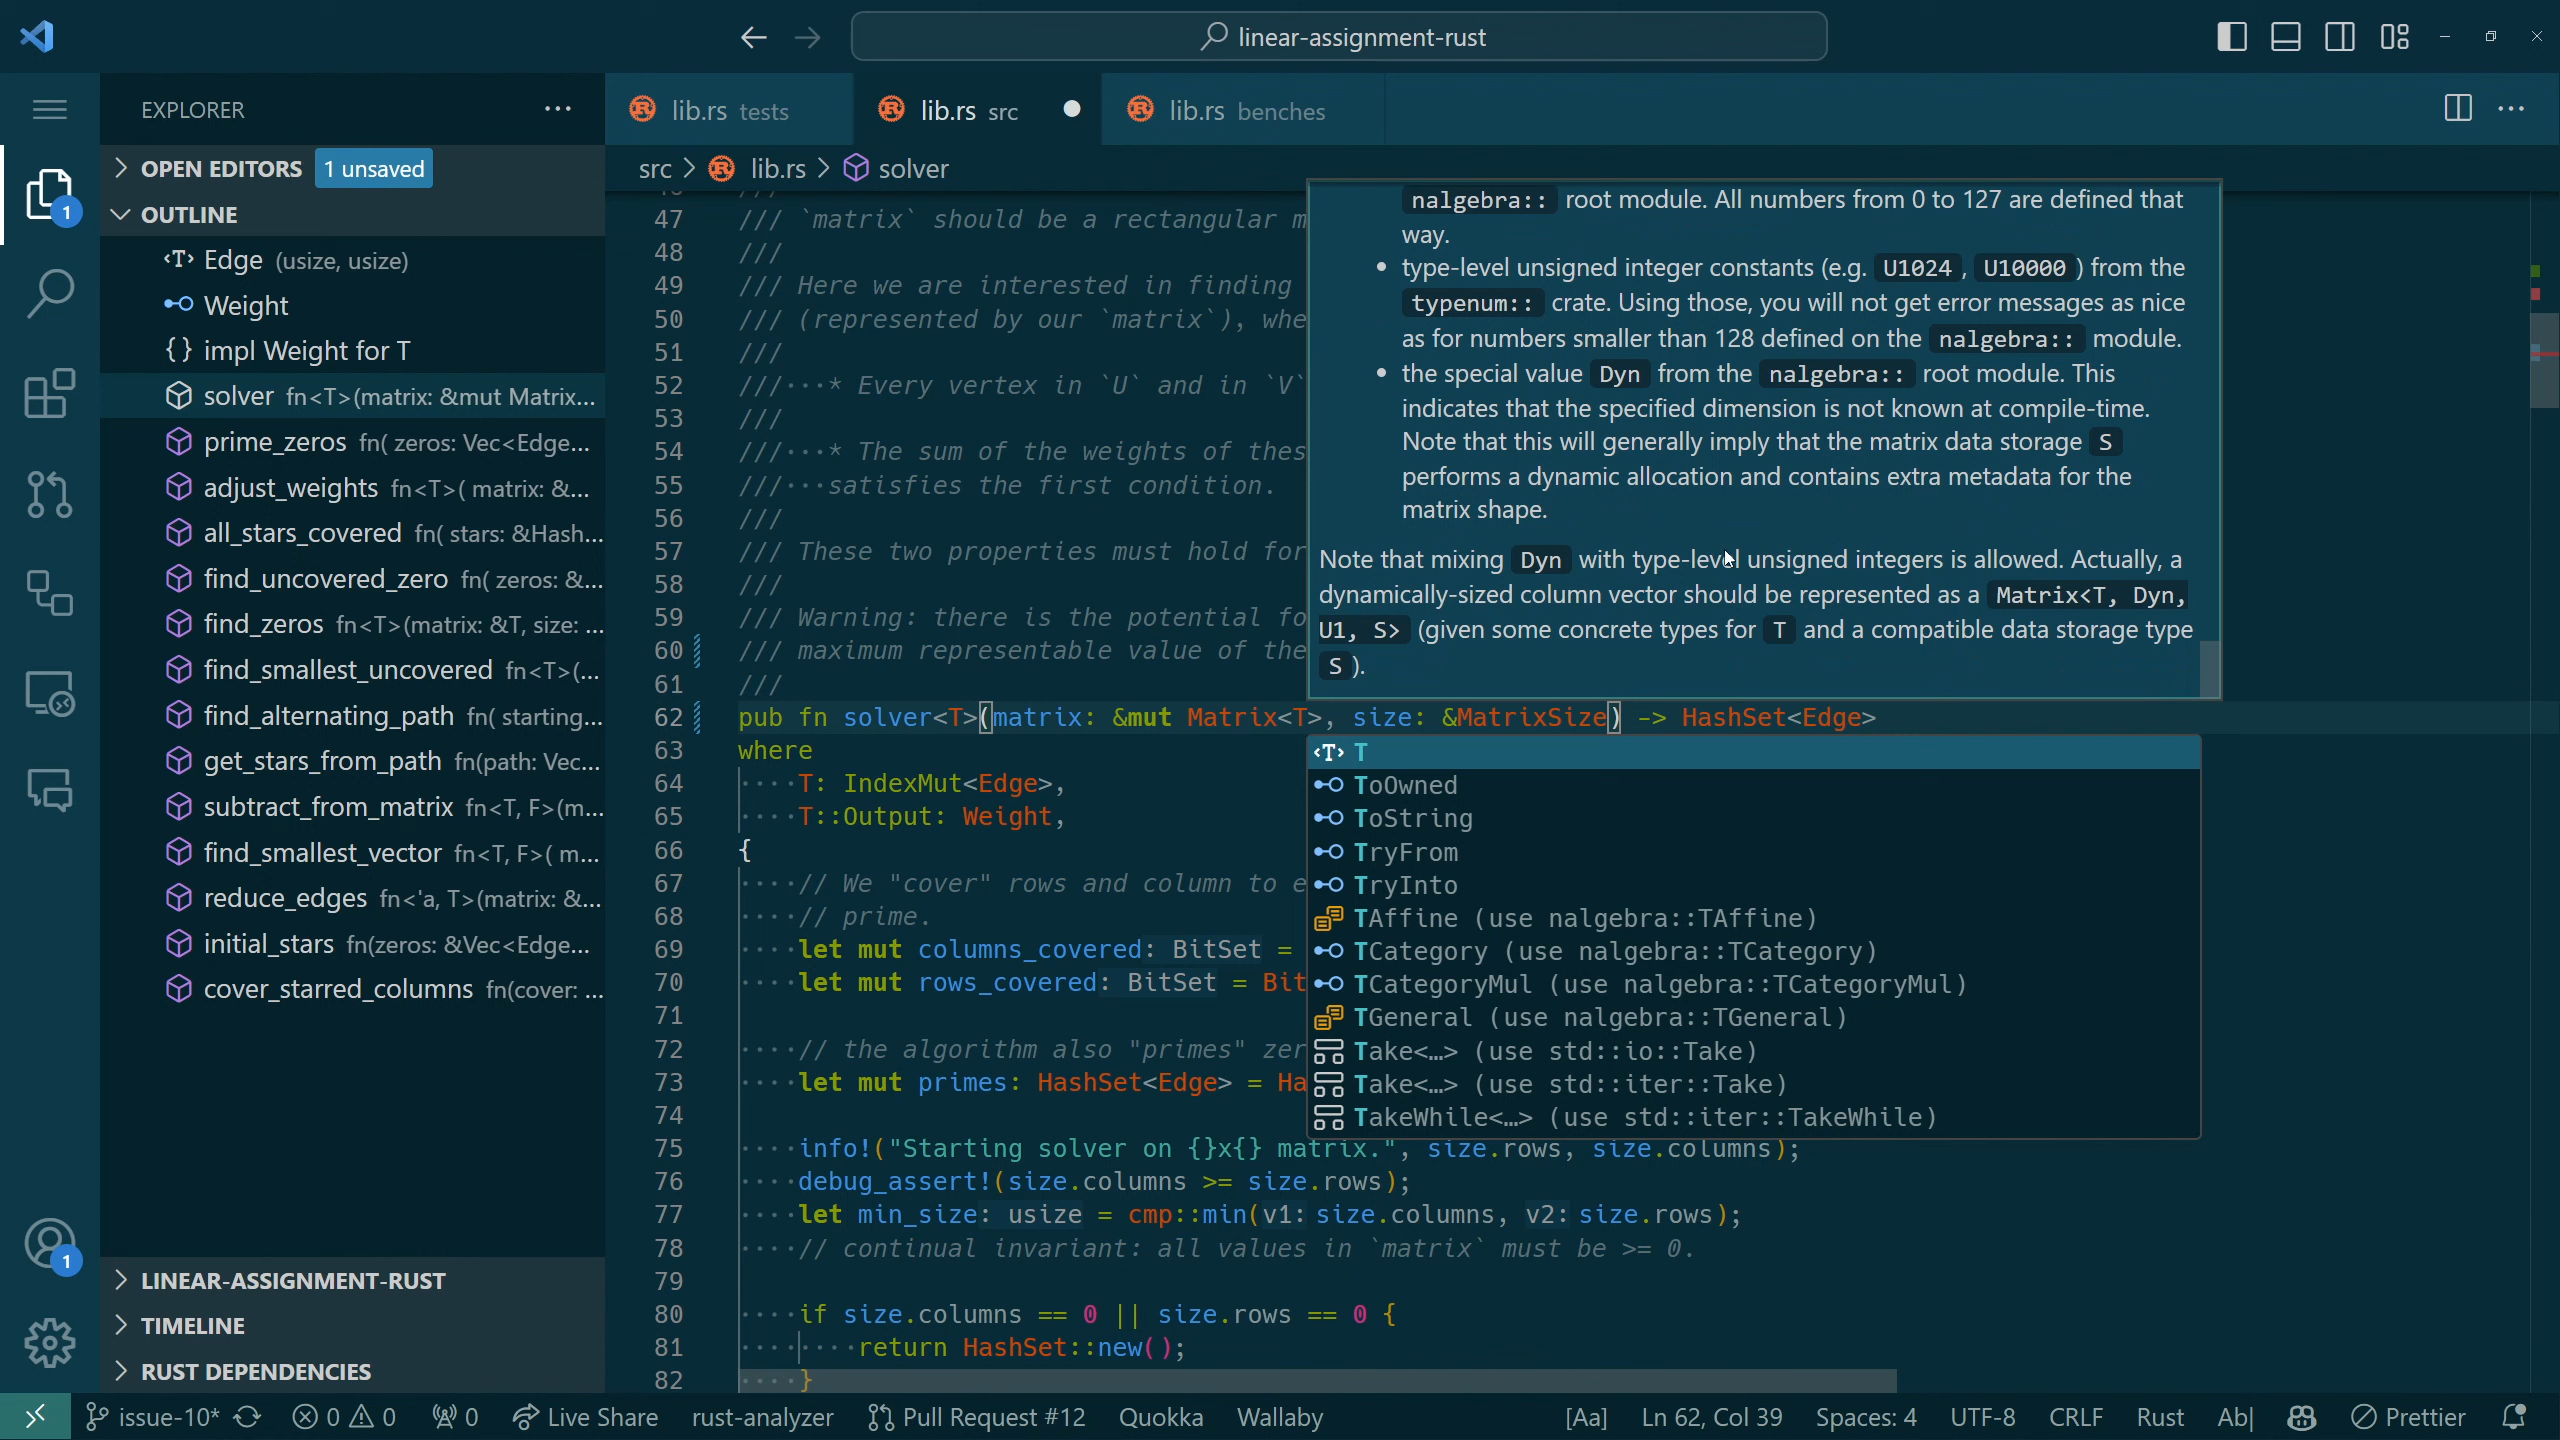 linear-assignment-rust
EXPLORER
lib.rs tests
lib.rs src
lib.rs benches
OPEN EDITORS 1 unsaved
src > lib.rs > solver
OUTLINE
Edge (usize, usize)
Weight
{} impl Weight for T
solver fn<T>(matrix: &mut Matrix...
prime_zeros fn( zeros: Vec<Edge...
adjust_weights fn<T>( matrix: &...
all_stars_covered fn( stars: &Hash...
find_uncovered_zero fn( zeros: &...
find_zeros fn<T>(matrix: &T, size: ...
find_smallest_uncovered fn<T>(...
find_alternating_path fn( starting...
get_stars_from_path fn(path: Vec...
subtract_from_matrix fn<T, F>(m...
find_smallest_vector fn<T, F>( m...
reduce_edges fn<'a, T>(matrix: &...
initial_stars fn(zeros: &Vec<Edge...
cover_starred_columns fn(cover: ...
LINEAR-ASSIGNMENT-RUST
TIMELINE
RUST DEPENDENCIES
1
1
47 /// `matrix` should be a rectangular m
48 ///
49 /// Here we are interested in finding
50 /// (represented by our `matrix`), whe
51 ///
52 ///···* Every vertex in `U` and in `V`
53 ///
54 ///···* The sum of the weights of thes
55 ///···satisfies the first condition.
56 ///
57 /// These two properties must hold for
58 ///
59 /// Warning: there is the potential fo
60 /// maximum representable value of the
61 ///
62 pub fn solver<T>(matrix: &mut Matrix<T>, size: &MatrixSize) -> HashSet<Edge>
63 where
64 ····T: IndexMut<Edge>,
65 ····T::Output: Weight,
66 {
67 ····// We "cover" rows and column to e
68 ····// prime.
69 ····let mut columns_covered: BitSet =
70 ····let mut rows_covered: BitSet = Bit
71
72 ····// the algorithm also "primes" zer
73 ····let mut primes: HashSet<Edge> = Ha
74
75 ····info!("Starting solver on {}x{} matrix.", size.rows, size.columns);
76 ····debug_assert!(size.columns >= size.rows);
77 ····let min_size: usize = cmp::min(v1: size.columns, v2: size.rows);
78 ····// continual invariant: all values in `matrix` must be >= 0.
79
80 ····if size.columns == 0 || size.rows == 0 {
81 ········return HashSet::new();
82 ····}
nalgebra:: root module. All numbers from 0 to 127 are defined that
way.
• type-level unsigned integer constants (e.g. U1024 , U10000 ) from the
typenum:: crate. Using those, you will not get error messages as nice
as for numbers smaller than 128 defined on the nalgebra:: module.
• the special value Dyn from the nalgebra:: root module. This
indicates that the specified dimension is not known at compile-time.
Note that this will generally imply that the matrix data storage S
performs a dynamic allocation and contains extra metadata for the
matrix shape.
Note that mixing Dyn with type-level unsigned integers is allowed. Actually, a
dynamically-sized column vector should be represented as a Matrix<T, Dyn,
U1, S> (given some concrete types for T and a compatible data storage type
S ).
<T> T
ToOwned
ToString
TryFrom
TryInto
TAffine (use nalgebra::TAffine)
TCategory (use nalgebra::TCategory)
TCategoryMul (use nalgebra::TCategoryMul)
TGeneral (use nalgebra::TGeneral)
Take<…> (use std::io::Take)
Take<…> (use std::iter::Take)
TakeWhile<…> (use std::iter::TakeWhile)
issue-10* 0 0 0 Live Share rust-analyzer Pull Request #12 Quokka Wallaby [Aa] Ln 62, Col 39 Spaces: 4 UTF-8 CRLF Rust Ab| Prettier